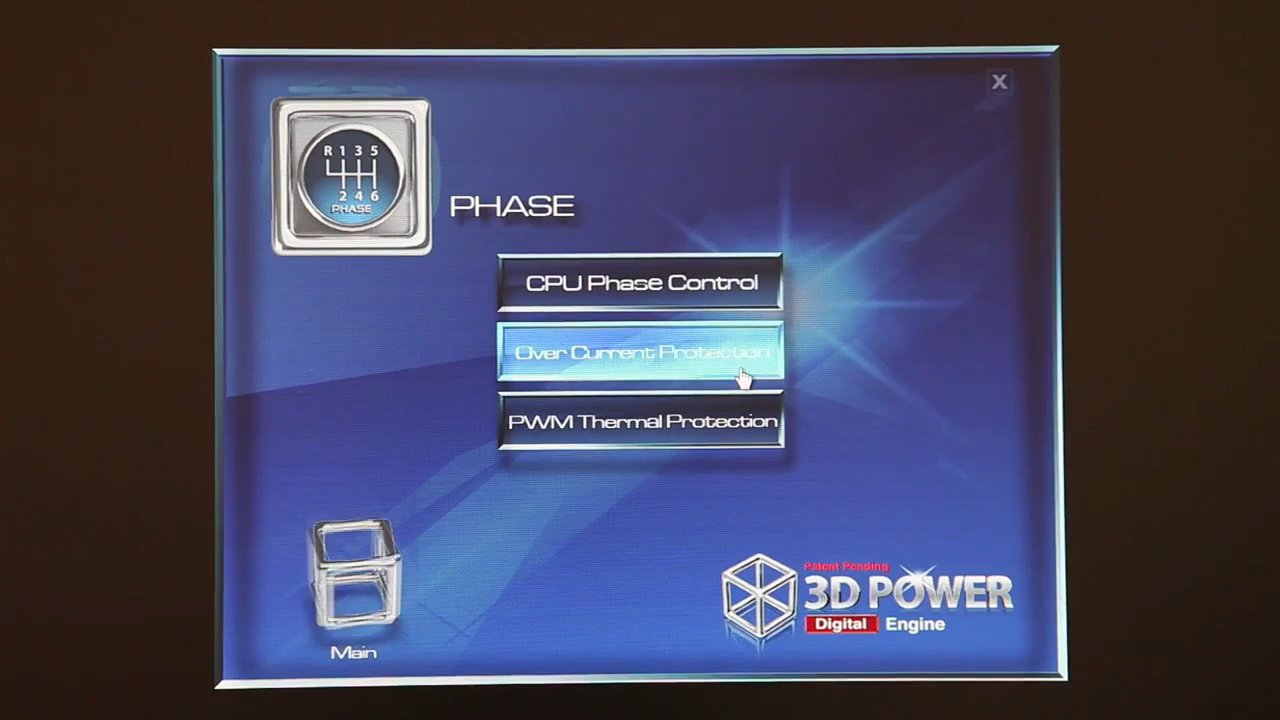 X
R 1 3 5
2 4 6
PHASE
PHASE
CPU Phase Control
Over Current Protection
PWM Thermal Protection
Main
Patent Pending
3D POWER
Digital Engine